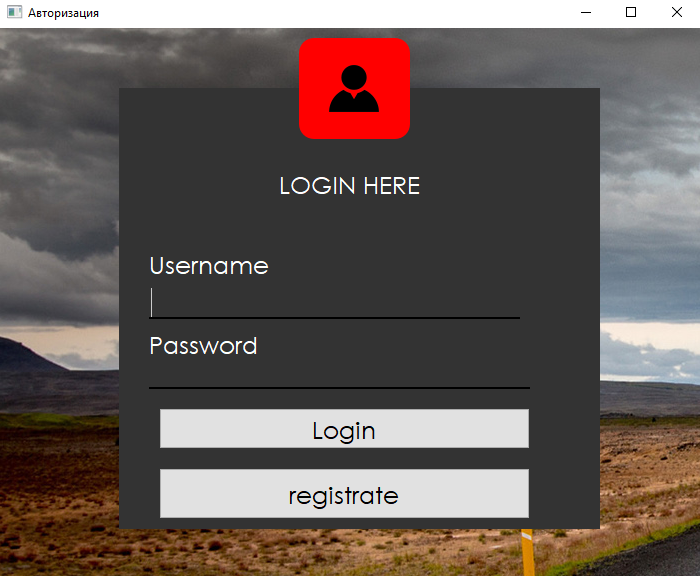 Авторизация
LOGIN HERE
Username
Password
Login
registrate